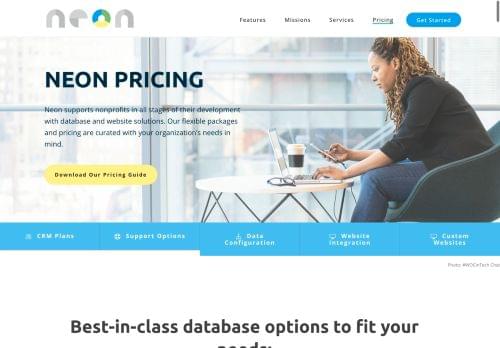 neon
Features Missions Services Pricing Get Started
NEON PRICING
Neon supports nonprofits in all stages of their development
with database and website solutions. Our flexible packages
and pricing are curated with your organization's needs in
mind.
Download Our Pricing Guide
CRM Plans
Support Options
Data
Configuration
Website
Integration
Custom
Websites
Photo: #WOCinTech Chat
Best-in-class database options to fit your
needs: